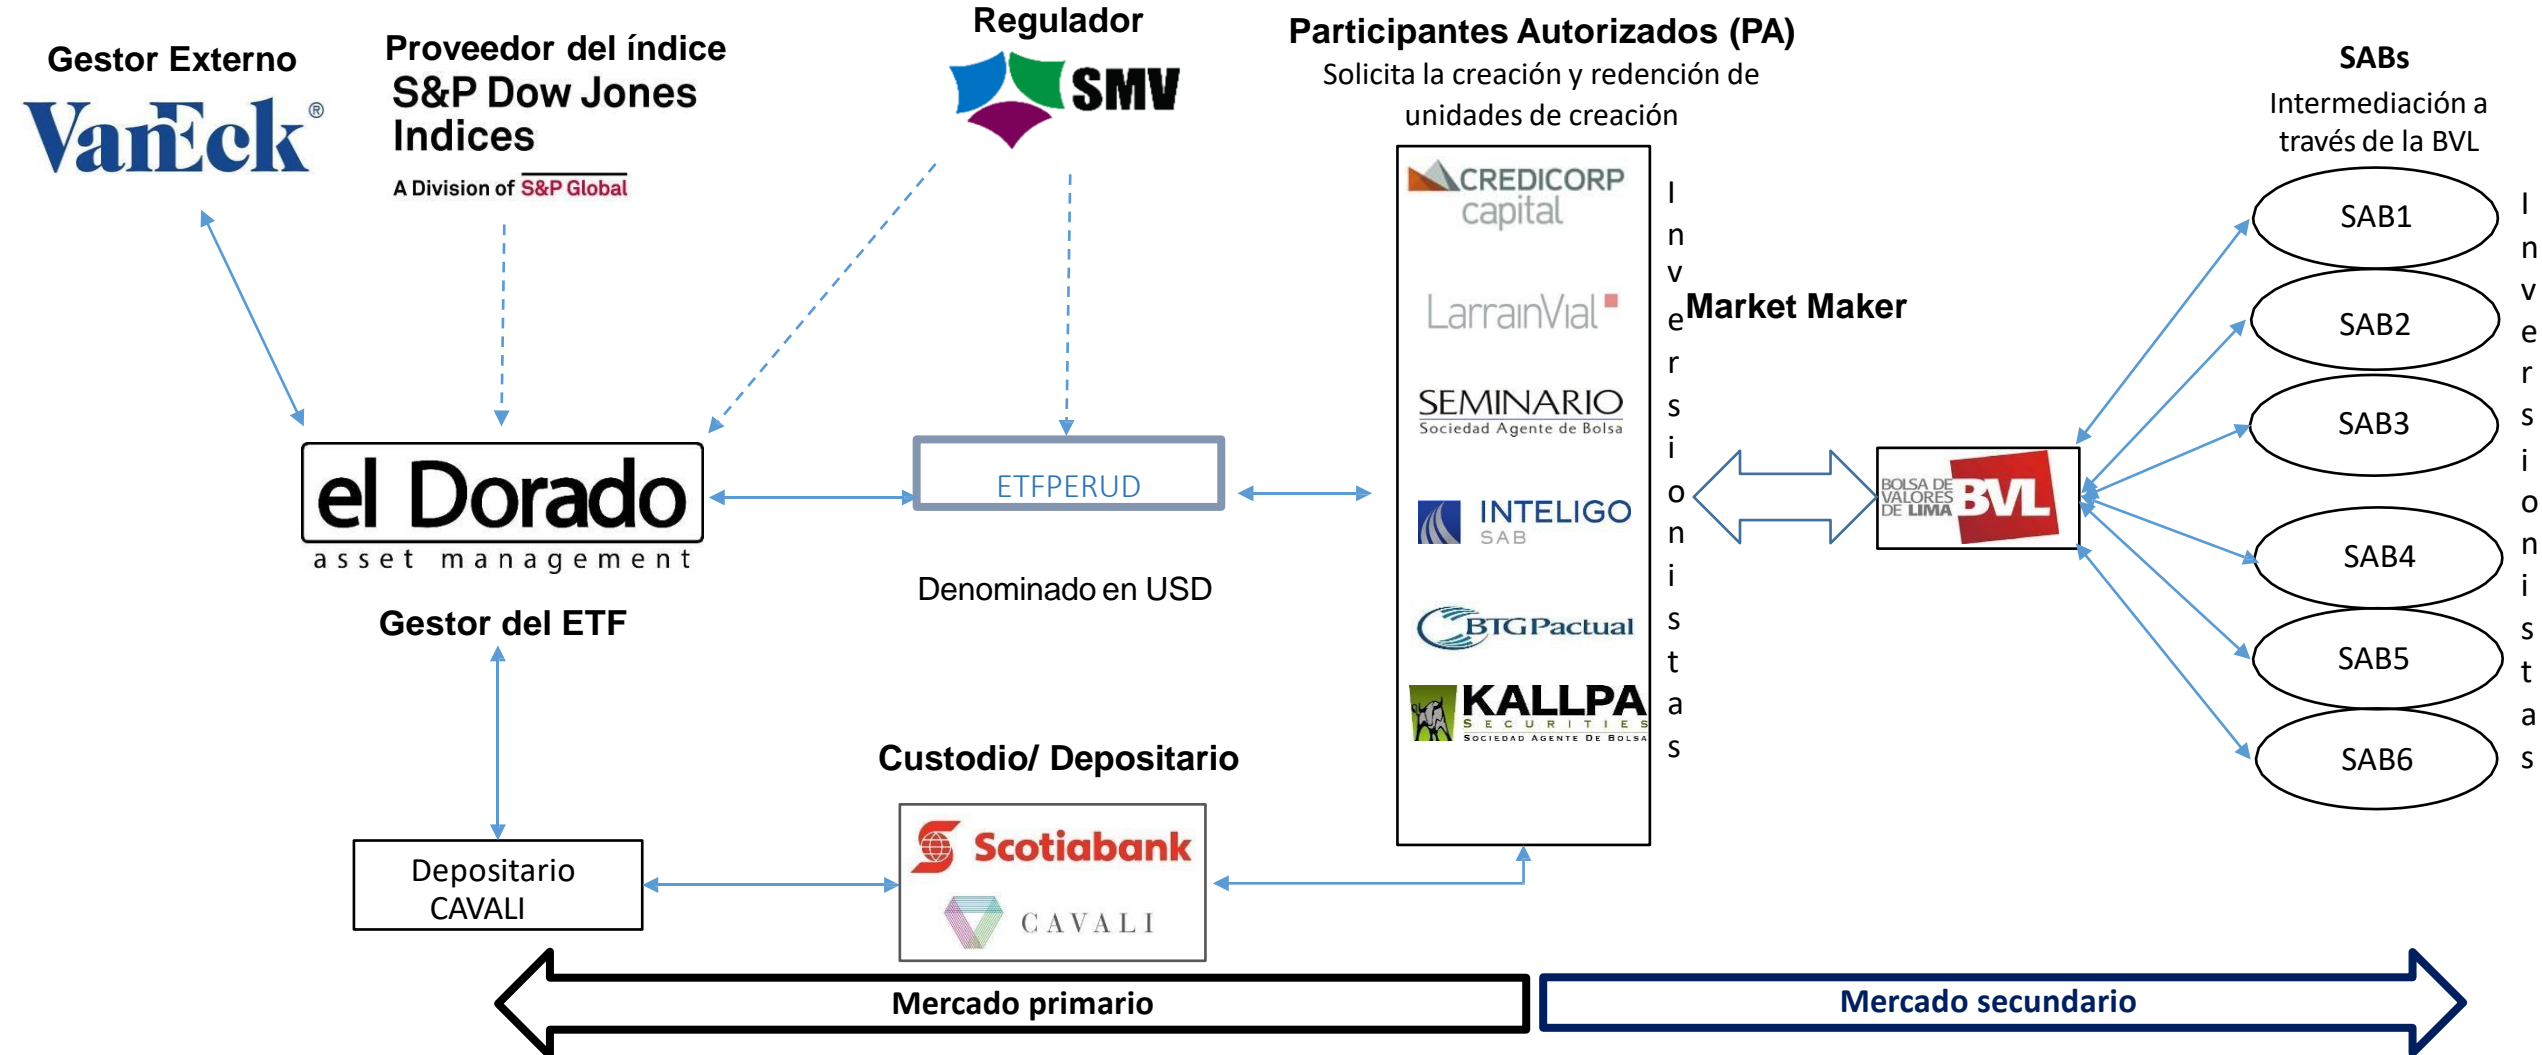 Gestor Externo
VanEck®
Proveedor del índice
S&P Dow Jones
Indices
A Division of S&P Global
Regulador
SMV
Participantes Autorizados (PA)
Solicita la creación y redención de
unidades de creación
CREDICORP
capital
LarrainVial
SEMINARIO
Sociedad Agente de Bolsa
INTELIGO
SAB
BTGPactual
KALLPA
SECURITIES
SOCIEDAD AGENTE DE BOLSA
Inversionistas
Market Maker
BOLSA DE
VALORES
DE LIMA
BVL
SABs
Intermediación a
través de la BVL
SAB1
SAB2
SAB3
SAB4
SAB5
SAB6
Inversionistas
el Dorado
asset management
Gestor del ETF
ETFPERUD
Denominado en USD
Custodio/ Depositario
Scotiabank
CAVALI
Depositario
CAVALI
Mercado primario
Mercado secundario